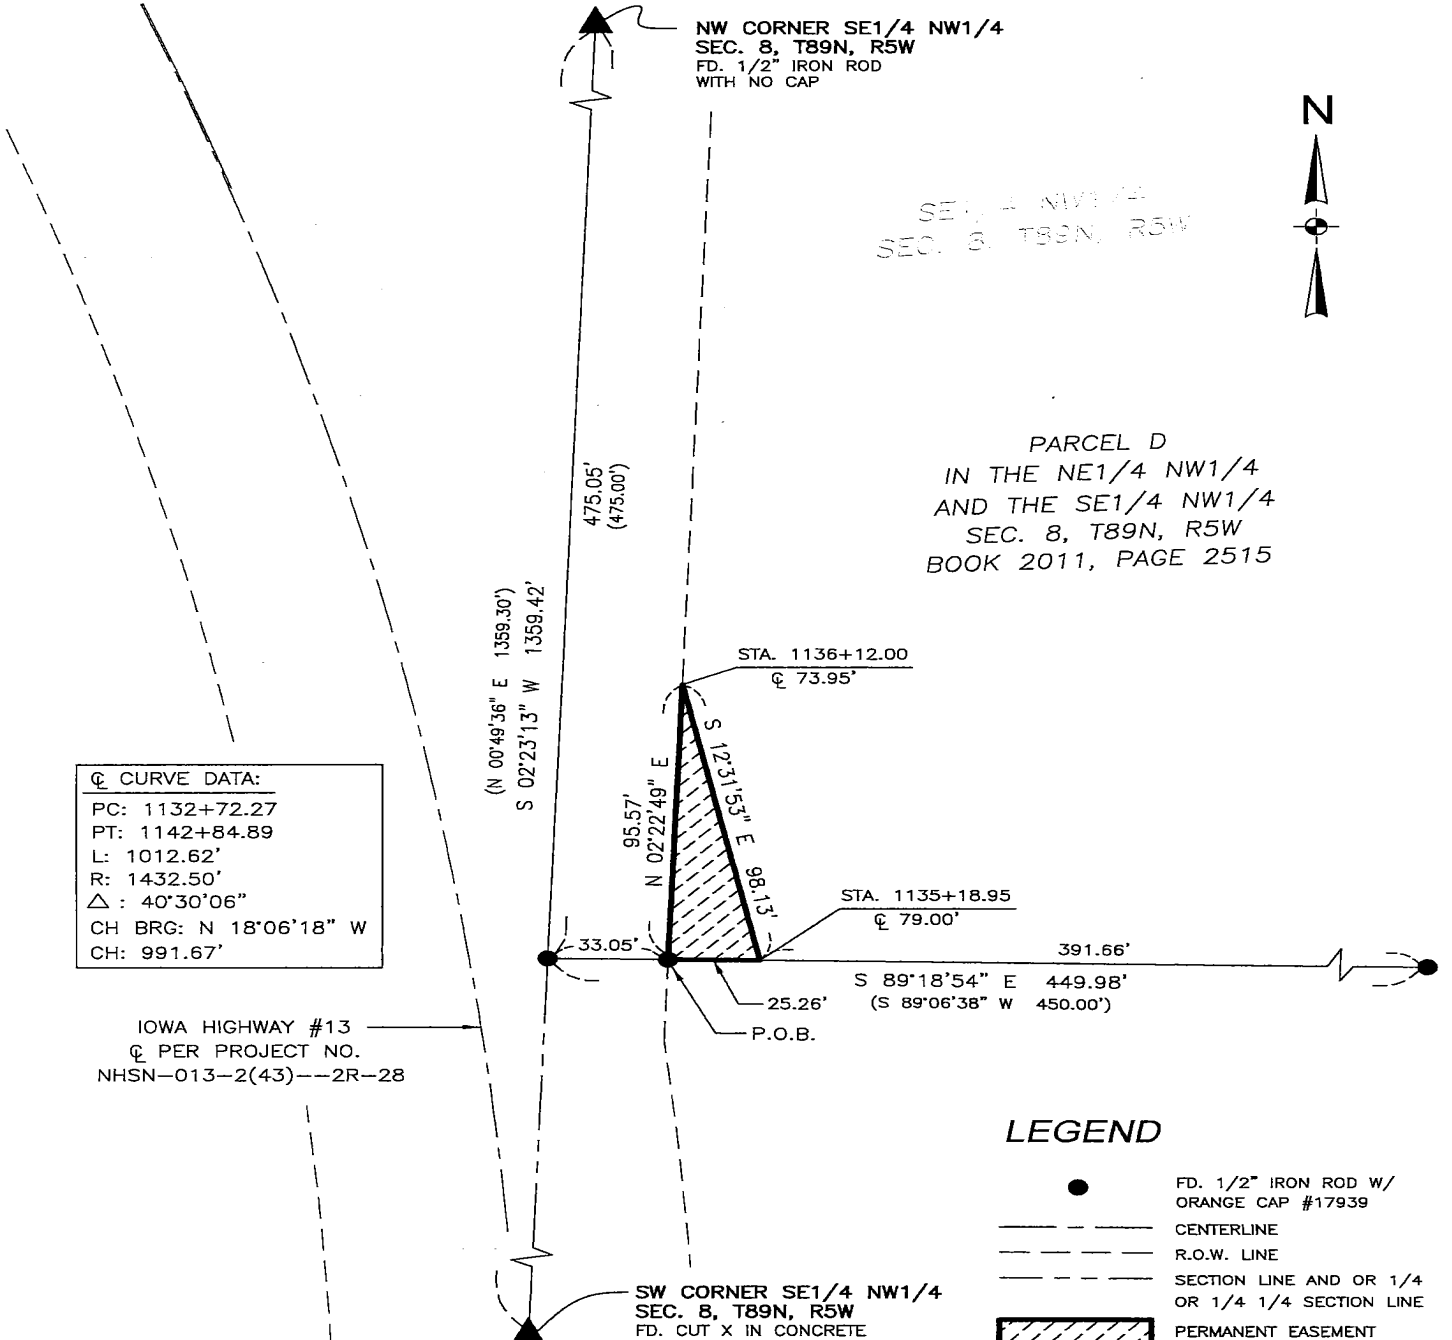 NW CORNER SE1/4 NW1/4
SEC. 8, T89N, R5W
FD. 1/2" IRON ROD
WITH NO CAP
N
SE1/4 NW1/4
SEC. 8, T89N, R5W
PARCEL D
IN THE NE1/4 NW1/4
AND THE SE1/4 NW1/4
SEC. 8, T89N, R5W
BOOK 2011, PAGE 2515
475.05'
(475.00')
(N 00°49'36" E 1359.30')
S 02°23'13" W 1359.42'
STA. 1136+12.00
℄ 73.95'
95.57'
N 02°22'49" E
S 12°31'53" E 98.13'
℄ CURVE DATA:
PC: 1132+72.27
PT: 1142+84.89
L: 1012.62'
R: 1432.50'
△ : 40°30'06"
CH BRG: N 18°06'18" W
CH: 991.67'
STA. 1135+18.95
℄ 79.00'
33.05'
391.66'
S 89°18'54" E 449.98'
(S 89°06'38" W 450.00')
25.26'
P.O.B.
IOWA HIGHWAY #13
℄ PER PROJECT NO.
NHSN-013-2(43)--2R-28
LEGEND
FD. 1/2" IRON ROD W/
ORANGE CAP #17939
CENTERLINE
R.O.W. LINE
SECTION LINE AND OR 1/4
OR 1/4 1/4 SECTION LINE
PERMANENT EASEMENT
SW CORNER SE1/4 NW1/4
SEC. 8, T89N, R5W
FD. CUT X IN CONCRETE